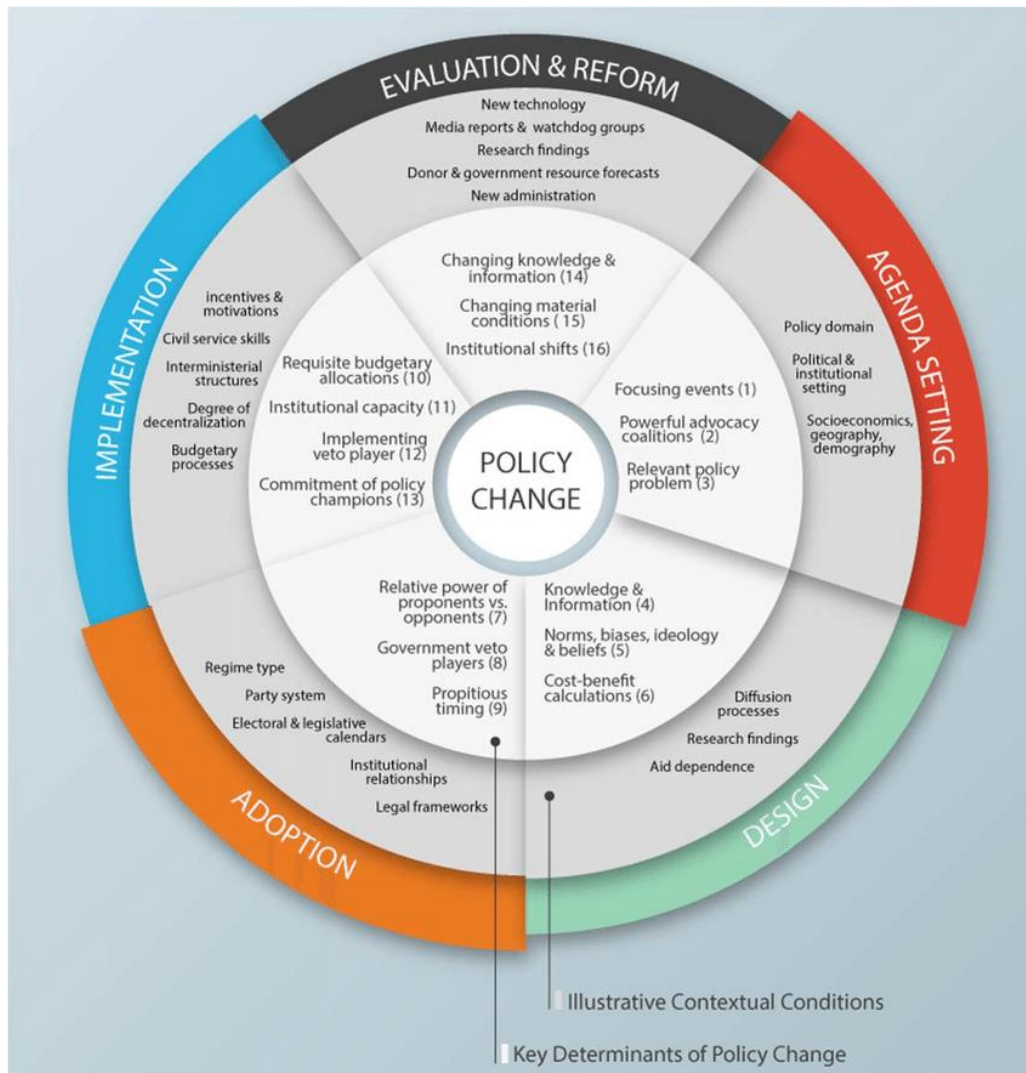 EVALUATION & REFORM
New technology
Media reports & watchdog groups
Research findings
Donor & government resource forecasts
New administration
Changing knowledge &
information (14)
Changing material
conditions ( 15)
Institutional shifts (16)
AGENDA SETTING
Policy domain
Political &
institutional
setting
Socioeconomics,
geography,
demography
Focusing events (1)
Powerful advocacy
coalitions (2)
Relevant policy
problem (3)
DESIGN
Knowledge &
Information (4)
Norms, biases, ideology
& beliefs (5)
Cost-benefit
calculations (6)
Diffusion
processes
Research findings
Aid dependence
ADOPTION
Relative power of
proponents vs.
opponents (7)
Government veto
players (8)
Propitious
timing (9)
Regime type
Party system
Electoral & legislative
calendars
Institutional
relationships
Legal frameworks
IMPLEMENTATION
incentives &
motivations
Civil service skills
Interministerial
structures
Degree of
decentralization
Budgetary
processes
Requisite budgetary
allocations (10)
Institutional capacity (11)
Implementing
veto player
(12)
Commitment of policy
champions (13)
POLICY
CHANGE
Illustrative Contextual Conditions
Key Determinants of Policy Change